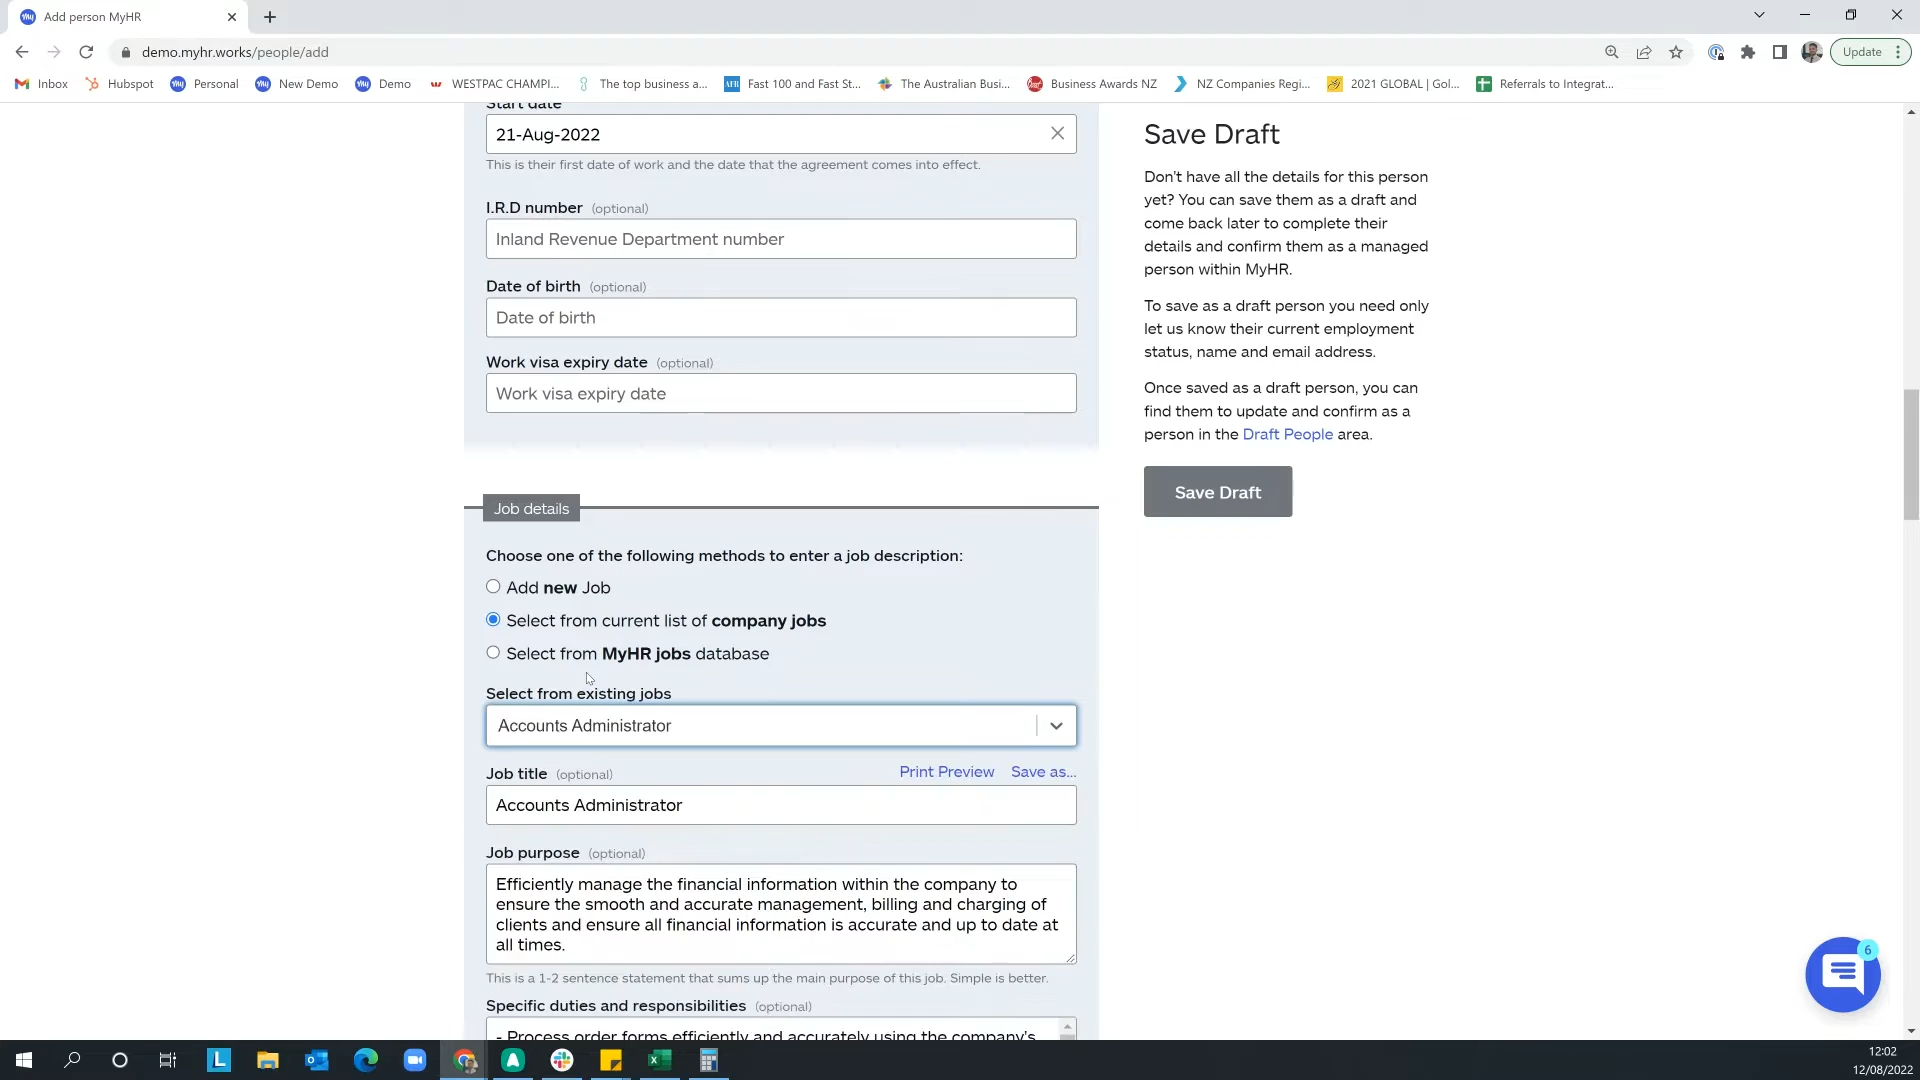 Add person MyHR
demo.myhr.works/people/add
Update
Inbox
Hubspot
Personal
New Demo
Demo
WESTPAC CHAMPI...
The top business a...
Fast 100 and Fast St...
The Australian Busi...
Business Awards NZ
NZ Companies Regi...
2021 GLOBAL | Gol...
Referrals to Integrat...
Start date
21-Aug-2022
This is their first date of work and the date that the agreement comes into effect.
I.R.D number (optional)
Inland Revenue Department number
Date of birth (optional)
Date of birth
Work visa expiry date (optional)
Work visa expiry date
Job details
Choose one of the following methods to enter a job description:
Add new Job
Select from current list of company jobs
Select from MyHR jobs database
Select from existing jobs
Accounts Administrator
Job title (optional)
Print Preview
Save as...
Accounts Administrator
Job purpose (optional)
Efficiently manage the financial information within the company to
ensure the smooth and accurate management, billing and charging of
clients and ensure all financial information is accurate and up to date at
all times.
This is a 1-2 sentence statement that sums up the main purpose of this job. Simple is better.
Specific duties and responsibilities (optional)
- Process order forms efficiently and accurately using the company's
Save Draft
Don't have all the details for this person
yet? You can save them as a draft and
come back later to complete their
details and confirm them as a managed
person within MyHR.
To save as a draft person you need only
let us know their current employment
status, name and email address.
Once saved as a draft person, you can
find them to update and confirm as a
person in the Draft People area.
Save Draft
6
12:02
12/08/2022